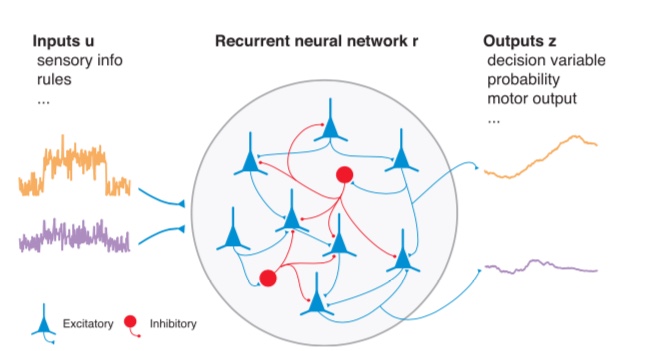 Inputs u
sensory info
rules
...
Recurrent neural network r
Outputs z
decision variable
probability
motor output
...
Excitatory
Inhibitory